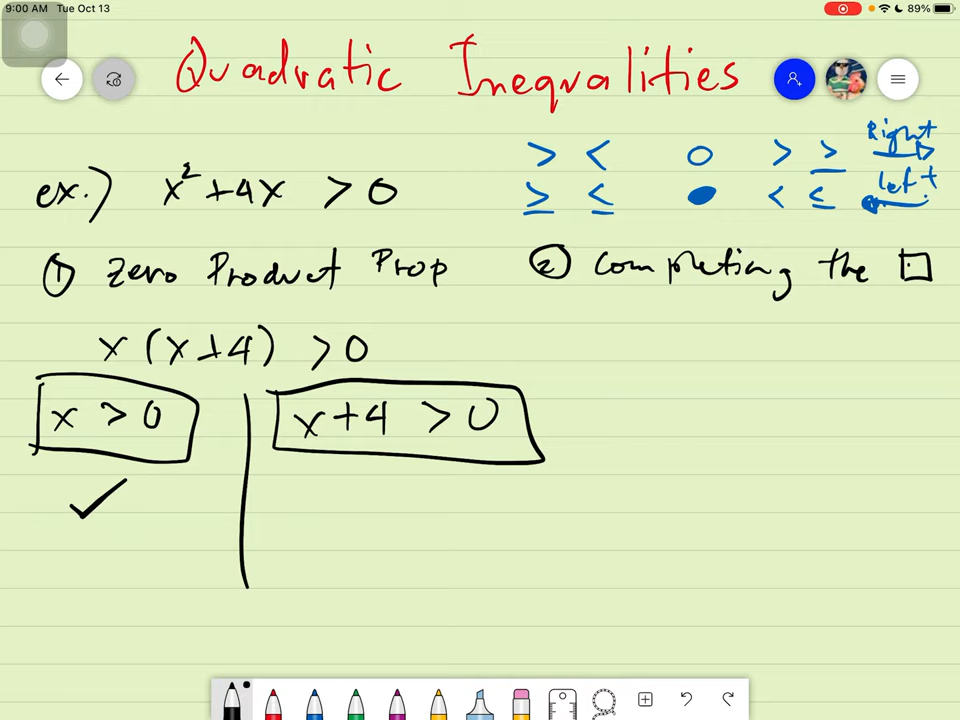 9:00 AM Tue Oct 13
89%
Quadratic Inequalities
> < ○ > ≥ Right
ex.) x² + 4x > 0
≥ ≤ ● < ≤ left
① Zero Product Prop
② Completing the □
x (x+4) > 0
x > 0
x+4 > 0